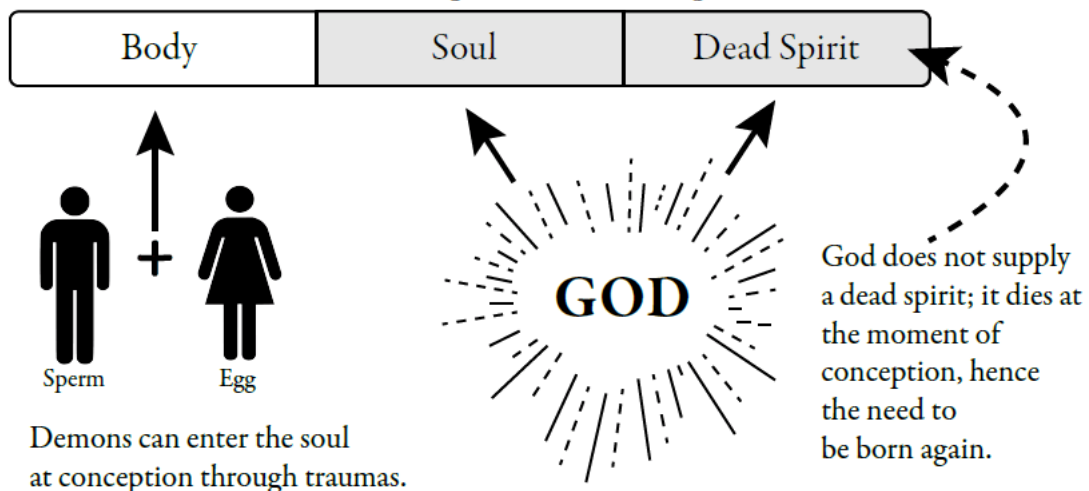 Body Soul Dead Spirit
+
GOD
Sperm Egg
God does not supply
a dead spirit; it dies at
the moment of
conception, hence
the need to
be born again.
Demons can enter the soul
at conception through traumas.